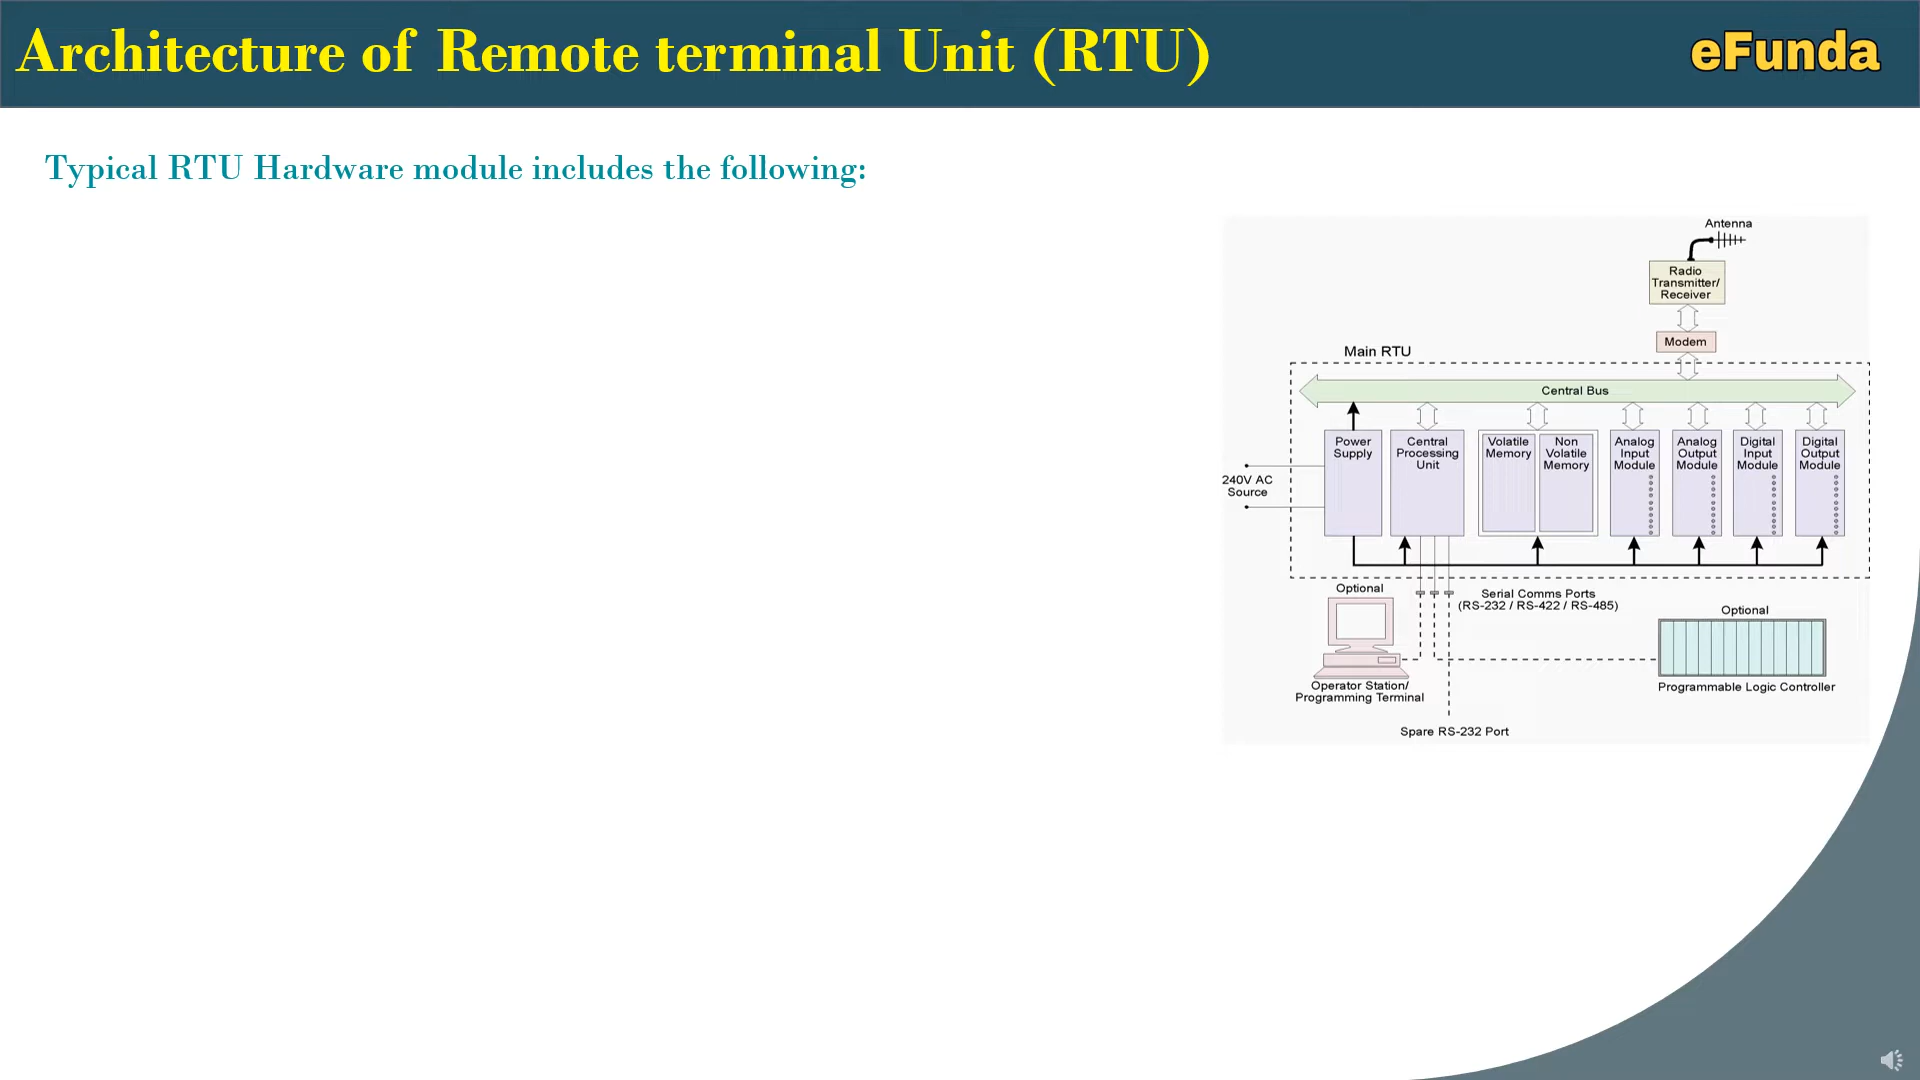 Architecture of Remote terminal Unit (RTU)
eFunda
Typical RTU Hardware module includes the following:
Antenna
Radio
Transmitter/
Receiver
Modem
Main RTU
Central Bus
Power
Supply
Central
Processing
Unit
Volatile
Memory
Non
Volatile
Memory
Analog
Input
Module
Analog
Output
Module
Digital
Input
Module
Digital
Output
Module
240V AC
Source
Optional
Serial Comms Ports
(RS-232 / RS-422 / RS-485)
Optional
Operator Station/
Programming Terminal
Programmable Logic Controller
Spare RS-232 Port